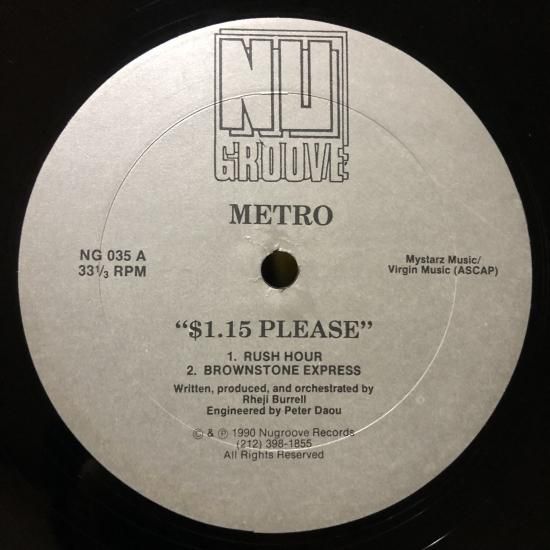 NU
GROOVE
METRO
NG 035 A
33⅓ RPM
Mystarz Music/
Virgin Music (ASCAP)
"$1.15 PLEASE"
1. RUSH HOUR
2. BROWNSTONE EXPRESS
Written, produced, and orchestrated by
Rheji Burrell
Engineered by Peter Daou
© & ℗ 1990 Nugroove Records
(212) 398-1855
All Rights Reserved